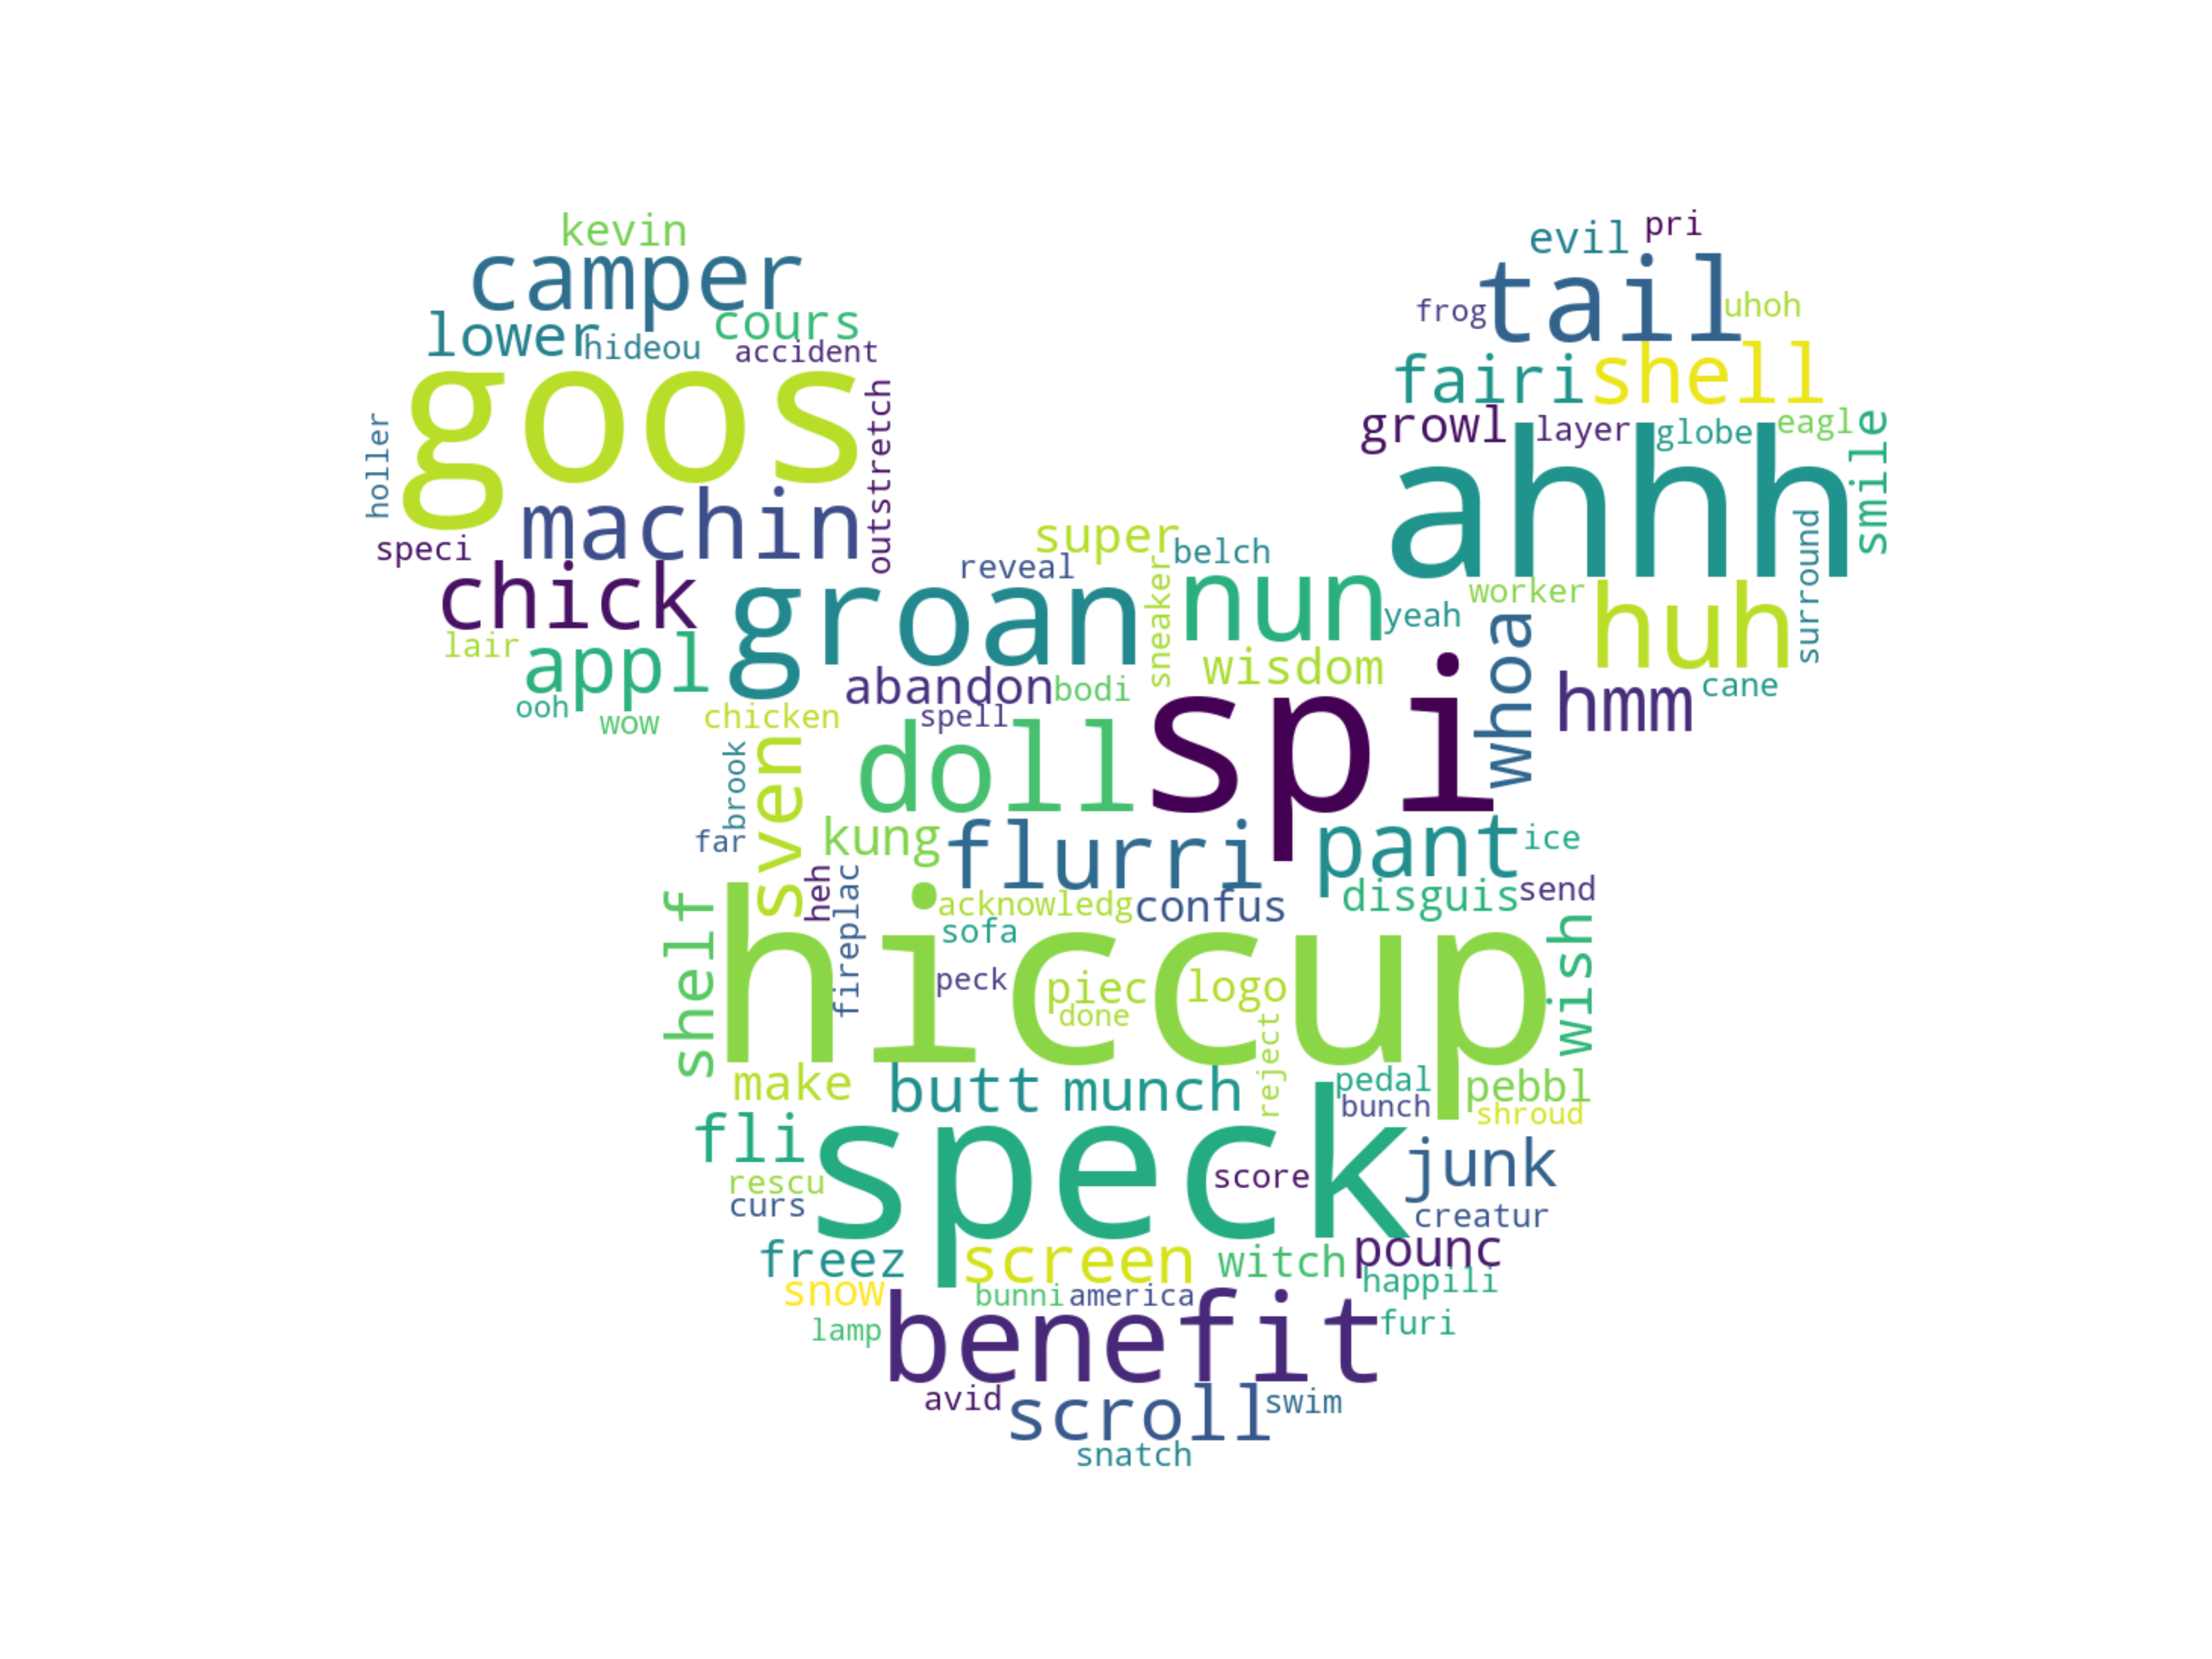 kevin
camper
lower
cours
hideou
accident
goos
holler
outstretch
machin
speci
chick
lair
appl
ooh
wow
evil
pri
tail
frog
uhoh
fairi
shell
growl
layer
globe
eagl
smile
ahhh
surround
super
belch
reveal
sneaker
groan
nun
yeah
worker
whoa
huh
wisdom
abandon
bodi
hmm
cane
chicken
spell
spi
doll
sven
brook
far
kung
flurri
pant
ice
heh
fireplac
acknowledg
confus
disguis
send
shelf
sofa
hiccup
wish
peck
piec
logo
done
reject
make
butt
munch
pedal
pebbl
bunch
shroud
fli
speck
junk
rescu
score
curs
creatur
freez
screen
witch
pounc
happili
snow
bunni
america
lamp
benefit
furi
avid
scroll
swim
snatch